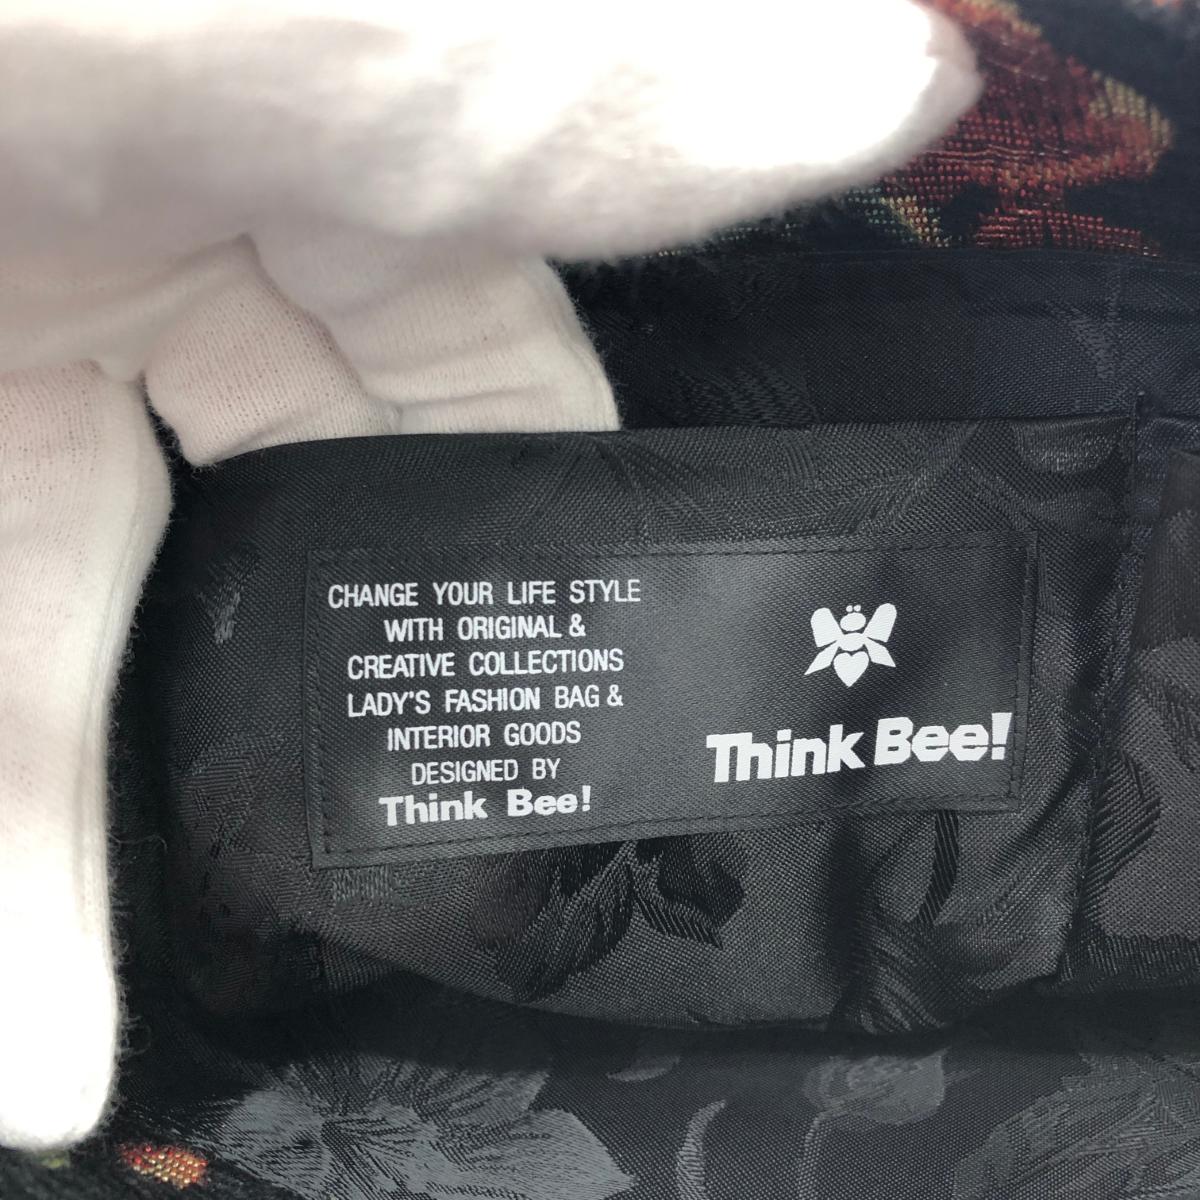 CHANGE YOUR LIFE STYLE
WITH ORIGINAL &
CREATIVE COLLECTIONS
LADY'S FASHION BAG &
INTERIOR GOODS
DESIGNED BY
Think Bee!
Think Bee!